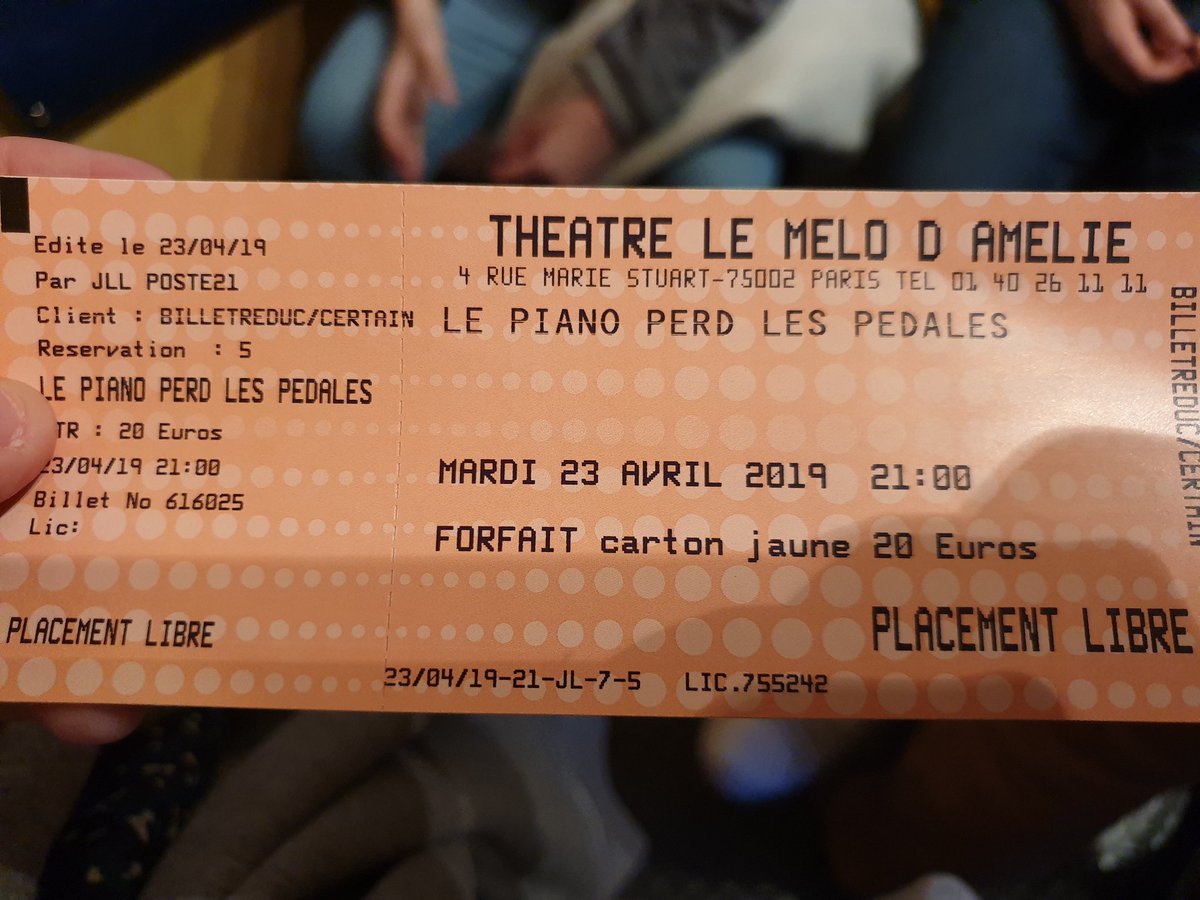 Edite le 23/04/19
Par JLL POSTE21
Client : BILLETREDUC/CERTAIN
Reservation : 5
LE PIANO PERD LES PEDALES
TR : 20 Euros
23/04/19 21:00
Billet No 616025
Lic:
PLACEMENT LIBRE
THEATRE LE MELO D AMELIE
4 RUE MARIE STUART-75002 PARIS TEL 01 40 26 11 11
LE PIANO PERD LES PEDALES
MARDI 23 AVRIL 2019 21:00
FORFAIT carton jaune 20 Euros
PLACEMENT LIBRE
23/04/19-21-JL-7-5 LIC.755242
BILLETREDUC/CERTAIN